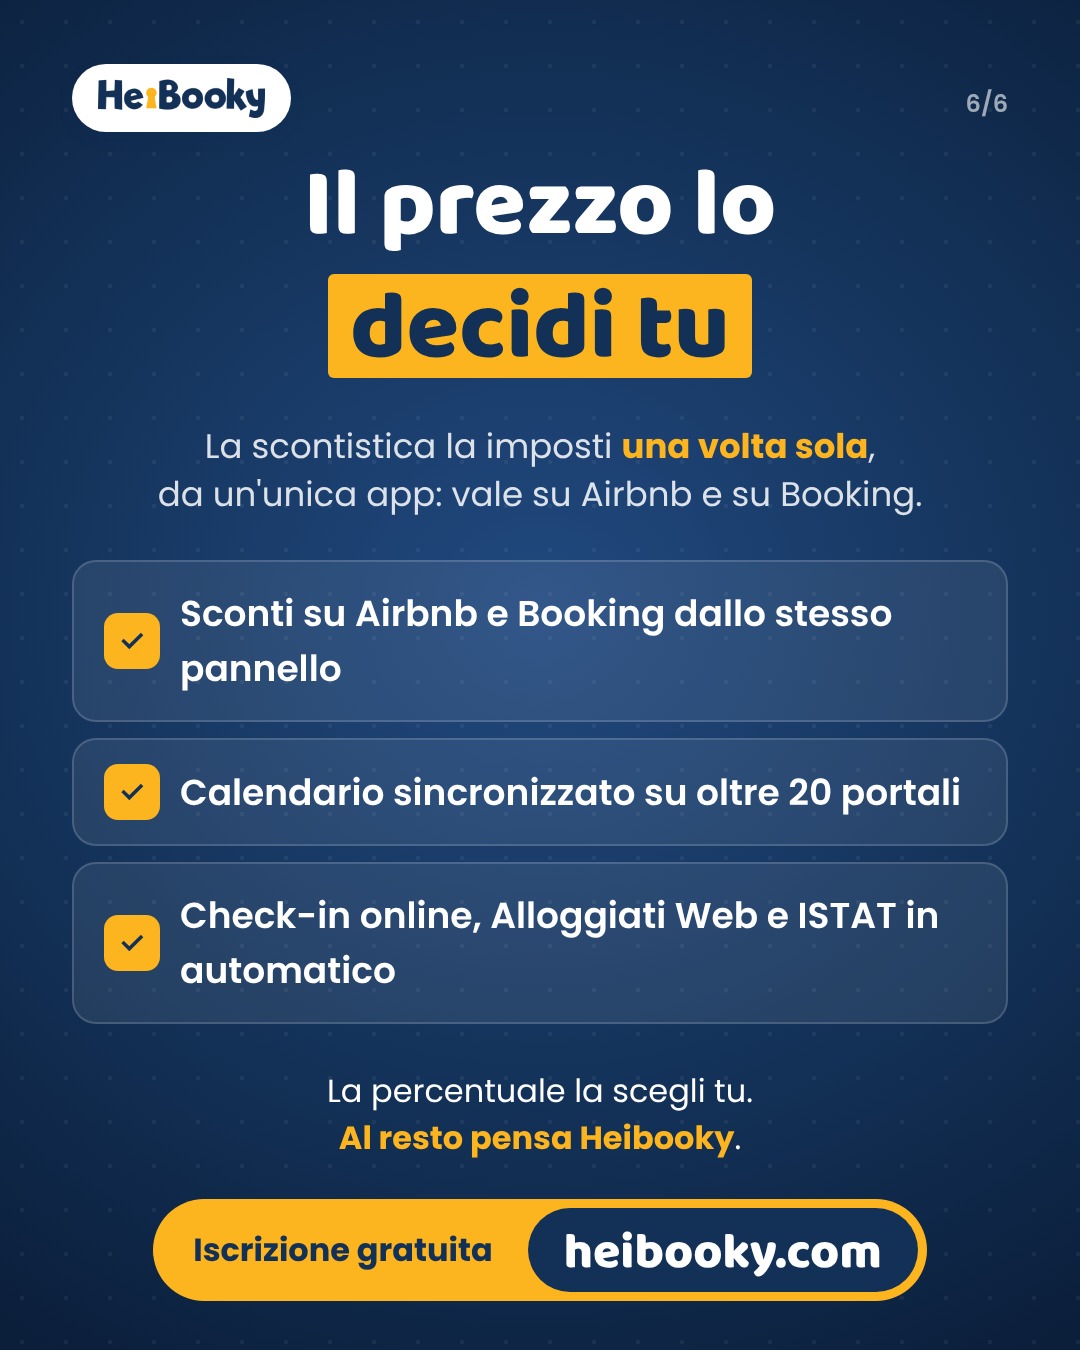 HeiBooky
6/6
Il prezzo lo
decidi tu
La scontistica la imposti una volta sola,
da un'unica app: vale su Airbnb e su Booking.
Sconti su Airbnb e Booking dallo stesso
pannello
Calendario sincronizzato su oltre 20 portali
Check-in online, Alloggiati Web e ISTAT in
automatico
La percentuale la scegli tu.
Al resto pensa Heibooky.
Iscrizione gratuita
heibooky.com